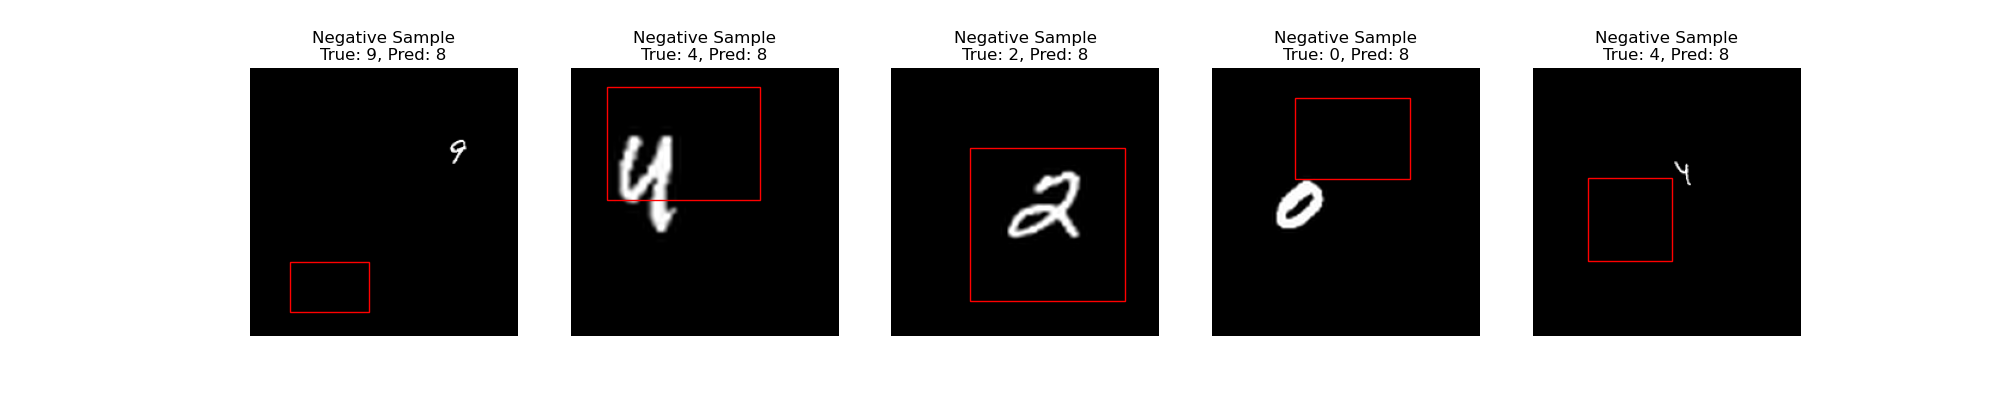 Negative Sample
True: 9, Pred: 8
Negative Sample
True: 4, Pred: 8
Negative Sample
True: 2, Pred: 8
Negative Sample
True: 0, Pred: 8
Negative Sample
True: 4, Pred: 8
9
4
2
0
4